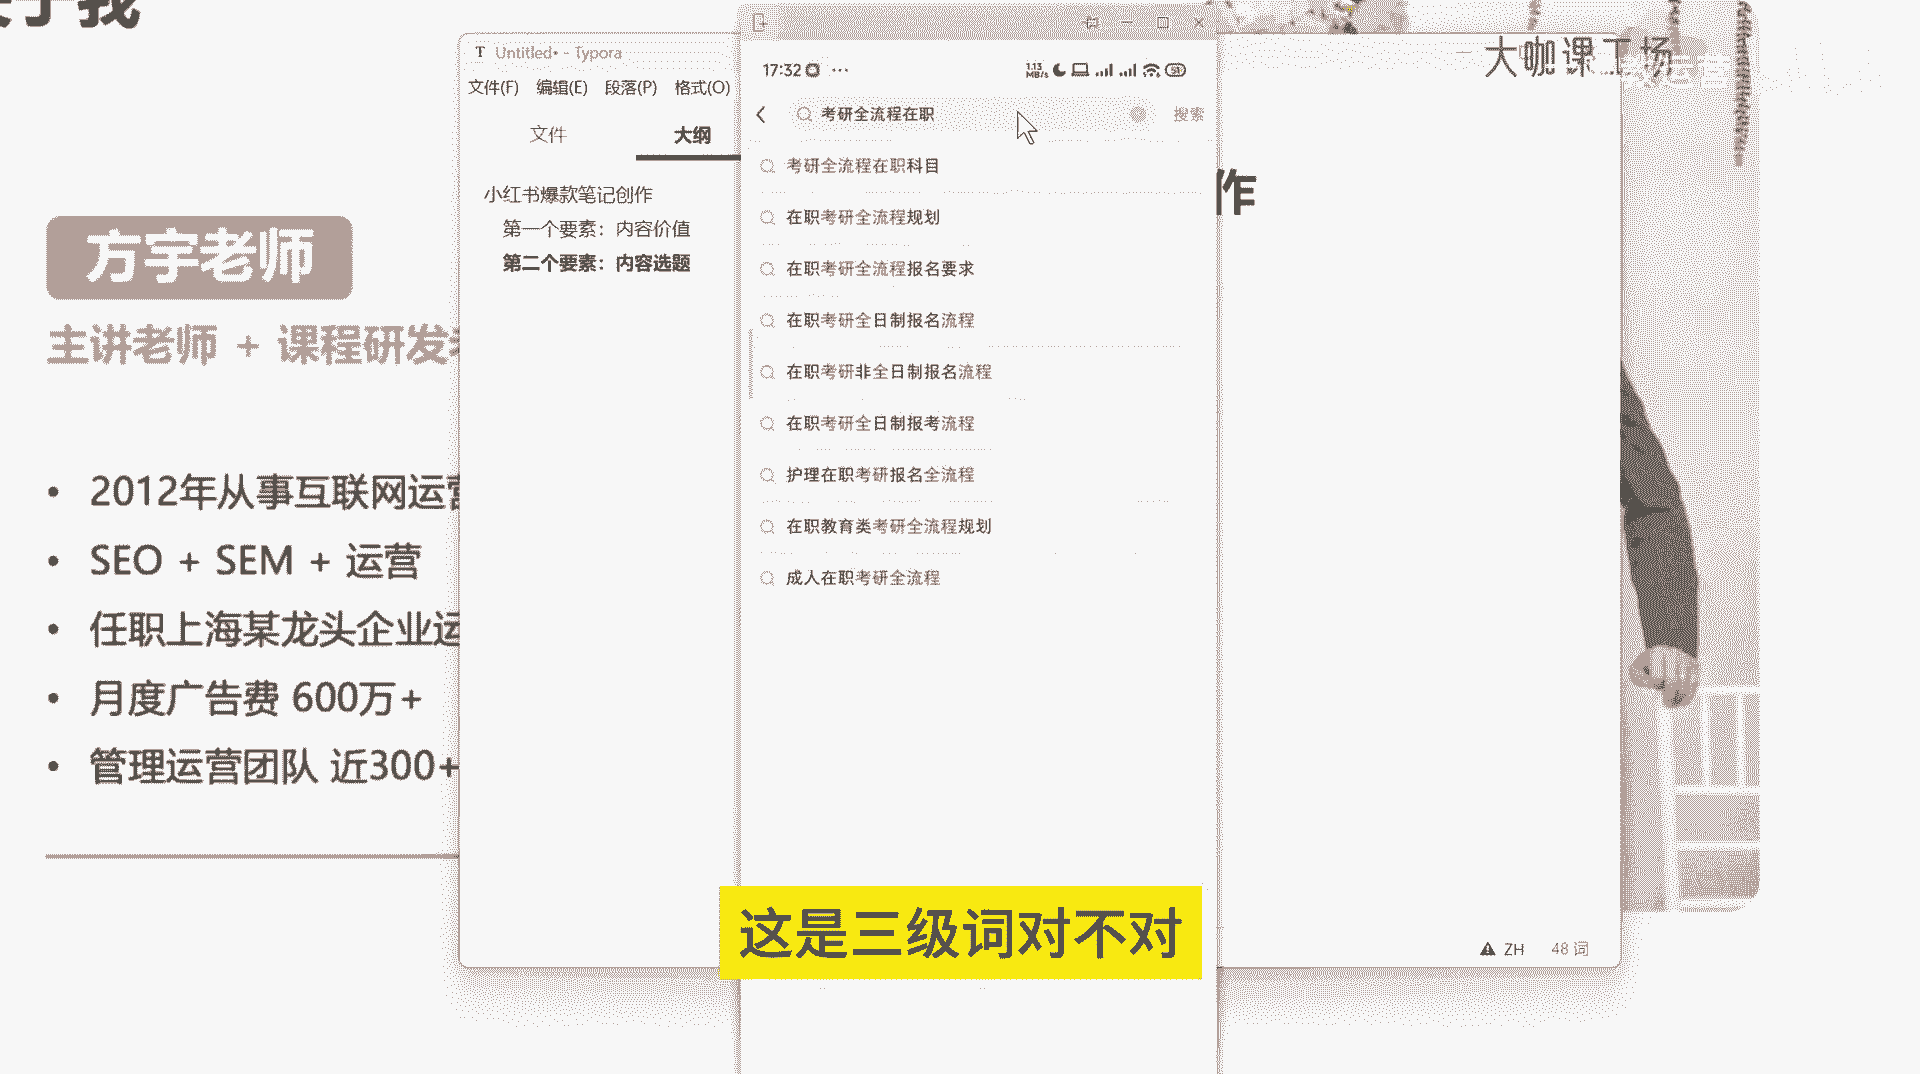 于我
方宇老师
主讲老师 + 课程研发
2012年从事互联网运营
SEO + SEM + 运营
任职上海某龙头企业运
月度广告费 600万+
管理运营团队 近300+
T Untitled• - Typora
文件(F) 编辑(E) 段落(P) 格式(O)
文件 大纲
小红书爆款笔记创作
第一个要素：内容价值
第二个要素：内容选题
17:32 ···
1.13 MB/s
51
考研全流程在职 搜索
考研全流程在职科目
在职考研全流程规划
在职考研全流程报名要求
在职考研全日制报名流程
在职考研非全日制报名流程
在职考研全日制报考流程
护理在职考研报名全流程
在职教育类考研全流程规划
成人在职考研全流程
作
大咖课工场
这是三级词对不对
ZH 48 词